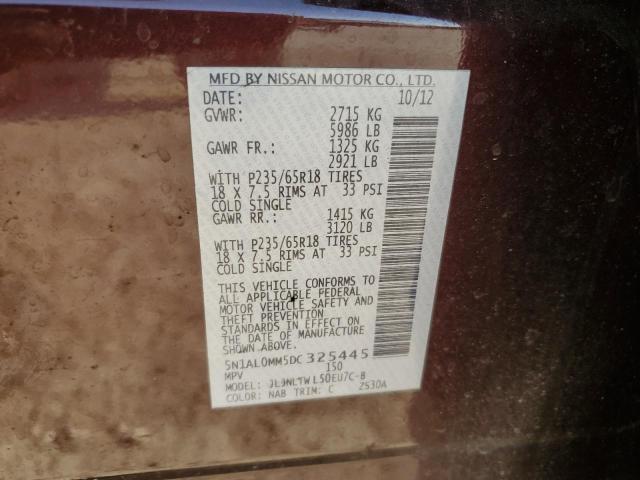 MFD BY NISSAN MOTOR CO., LTD.
DATE: 10/12
GVWR: 2715 KG
5986 LB
GAWR FR.: 1325 KG
2921 LB
WITH P235/65R18 TIRES
18 X 7.5 RIMS AT 33 PSI
COLD SINGLE
GAWR RR.: 1415 KG
3120 LB
WITH P235/65R18 TIRES
18 X 7.5 RIMS AT 33 PSI
COLD SINGLE
THIS VEHICLE CONFORMS TO
ALL APPLICABLE FEDERAL
MOTOR VEHICLE SAFETY AND
THEFT PREVENTION
STANDARDS IN EFFECT ON
THE DATE OF MANUFACTURE
SHOWN ABOVE.
5N1AL0MM5DC325445
MPV 150
MODEL:
COLOR: NAB TRIM: C ZS30A